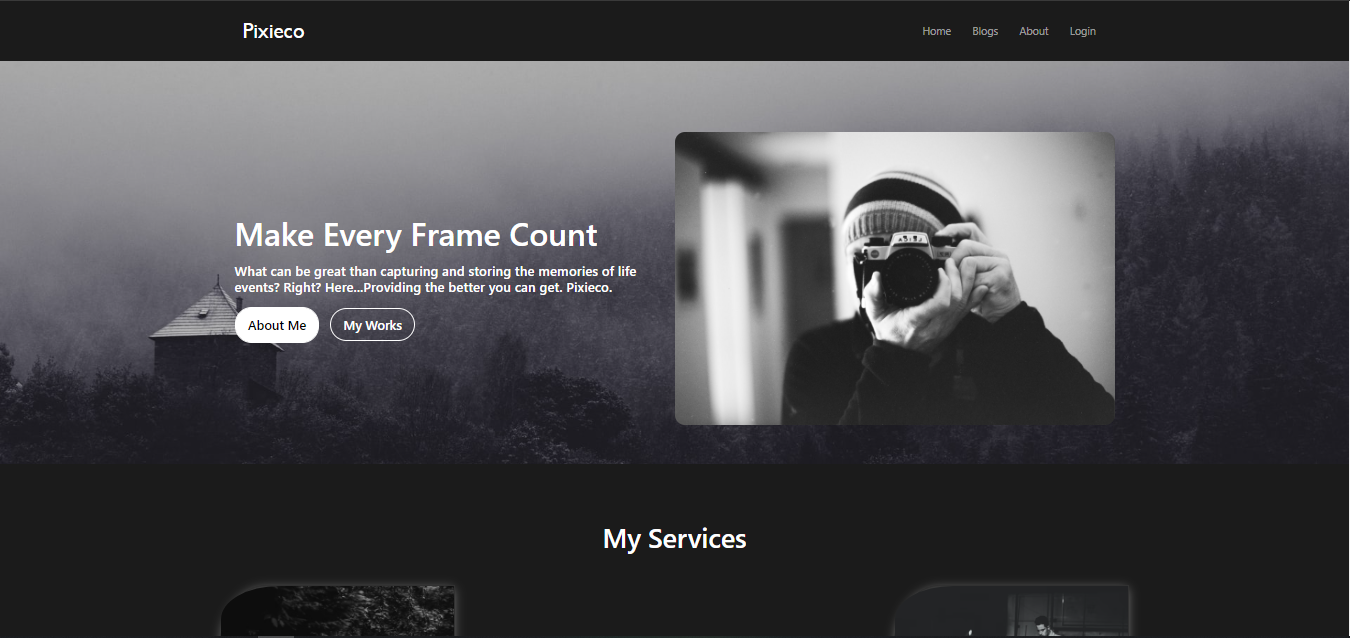 Pixieco
Home Blogs About Login
Make Every Frame Count
What can be great than capturing and storing the memories of life
events? Right? Here...Providing the better you can get. Pixieco.
About Me My Works
My Services